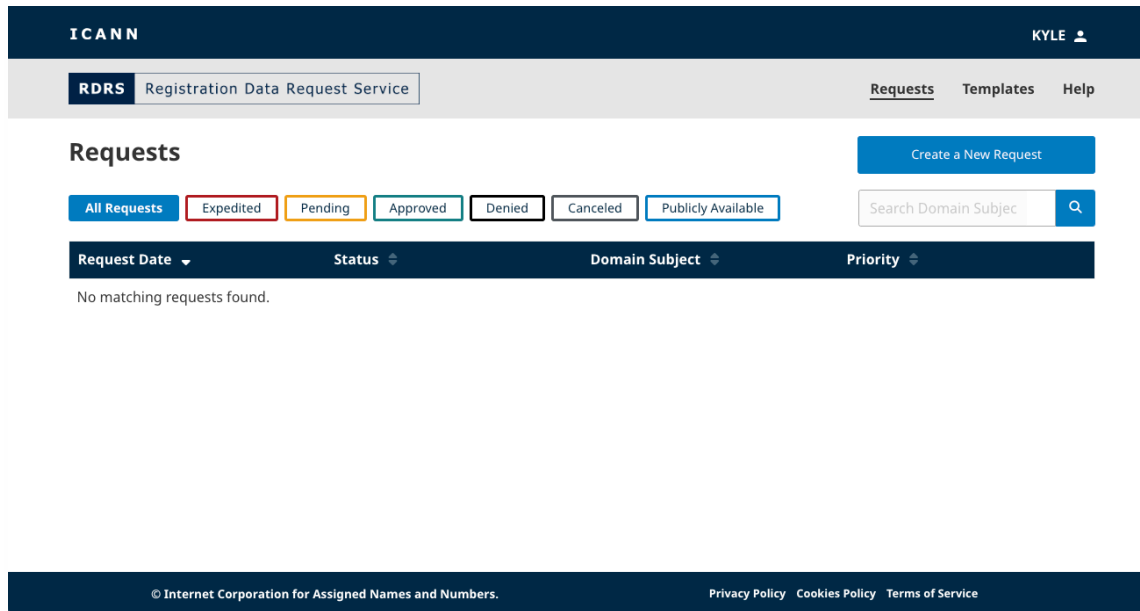 ICANN
KYLE
RDRS Registration Data Request Service
Requests Templates Help
Requests
Create a New Request
All Requests Expedited Pending Approved Denied Canceled Publicly Available
Search Domain Subjec
Request Date Status Domain Subject Priority
No matching requests found.
© Internet Corporation for Assigned Names and Numbers. Privacy Policy Cookies Policy Terms of Service